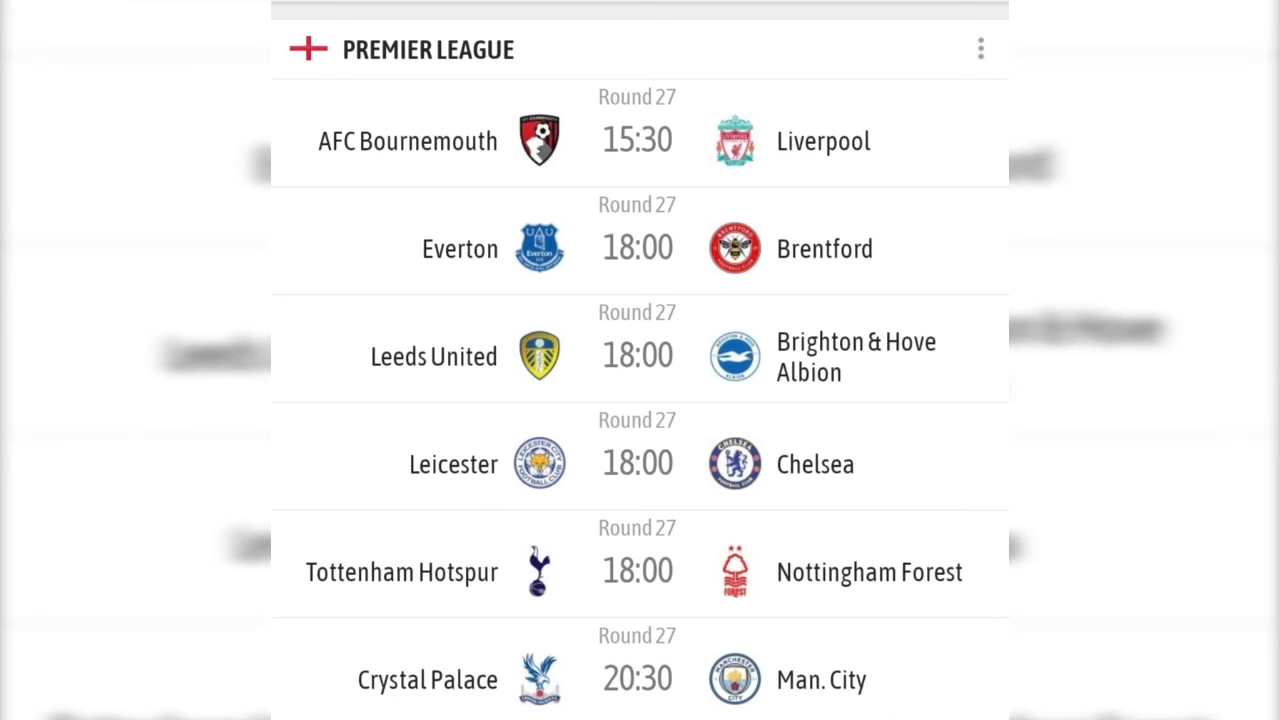 PREMIER LEAGUE
Round 27
AFC Bournemouth 15:30 Liverpool
Round 27
Everton 18:00 Brentford
Round 27
Leeds United 18:00 Brighton & Hove
Albion
Round 27
Leicester 18:00 Chelsea
Round 27
Tottenham Hotspur 18:00 Nottingham Forest
Round 27
Crystal Palace 20:30 Man. City